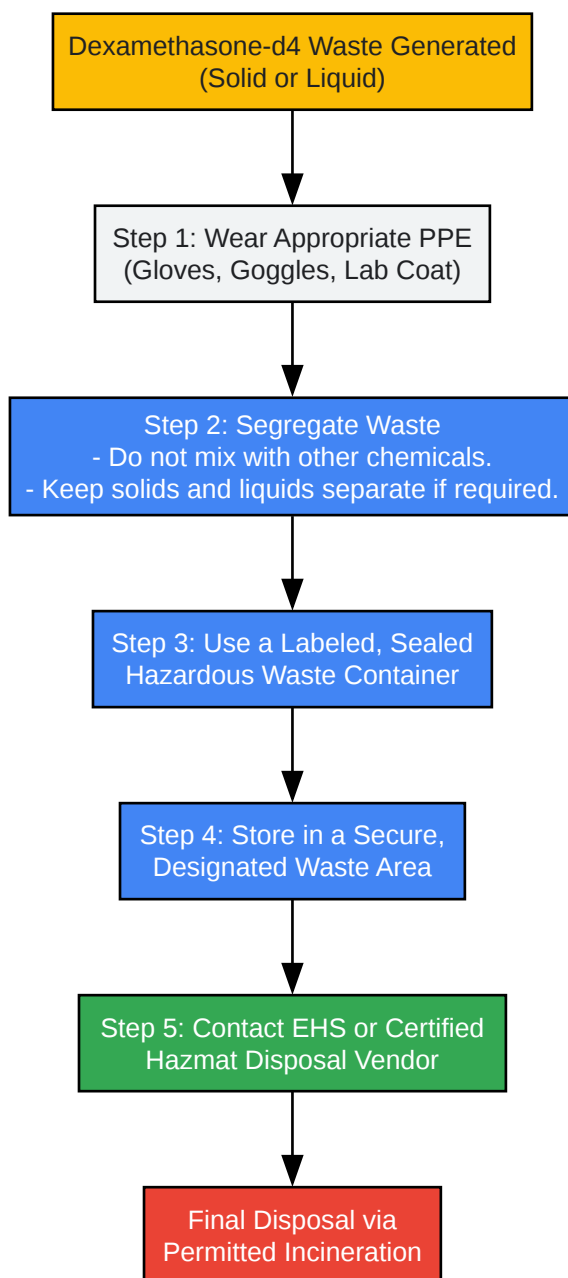 Dexamethasone-d4 Waste Generated
(Solid or Liquid)
Step 1: Wear Appropriate PPE
(Gloves, Goggles, Lab Coat)
Step 2: Segregate Waste
- Do not mix with other chemicals.
- Keep solids and liquids separate if required.
Step 3: Use a Labeled, Sealed
Hazardous Waste Container
Step 4: Store in a Secure,
Designated Waste Area
Step 5: Contact EHS or Certified
Hazmat Disposal Vendor
Final Disposal via
Permitted Incineration